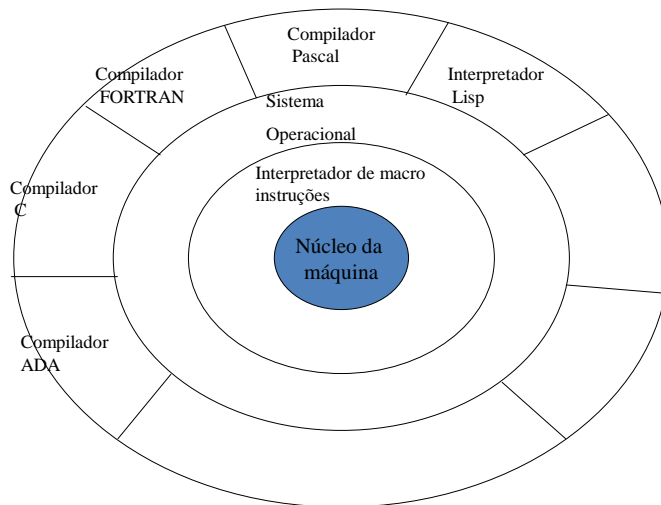 Compilador
Pascal
Compilador
FORTRAN
Interpretador
Lisp
Sistema
Operacional
Interpretador de macro
instruções
Compilador
C
Núcleo da
máquina
Compilador
ADA